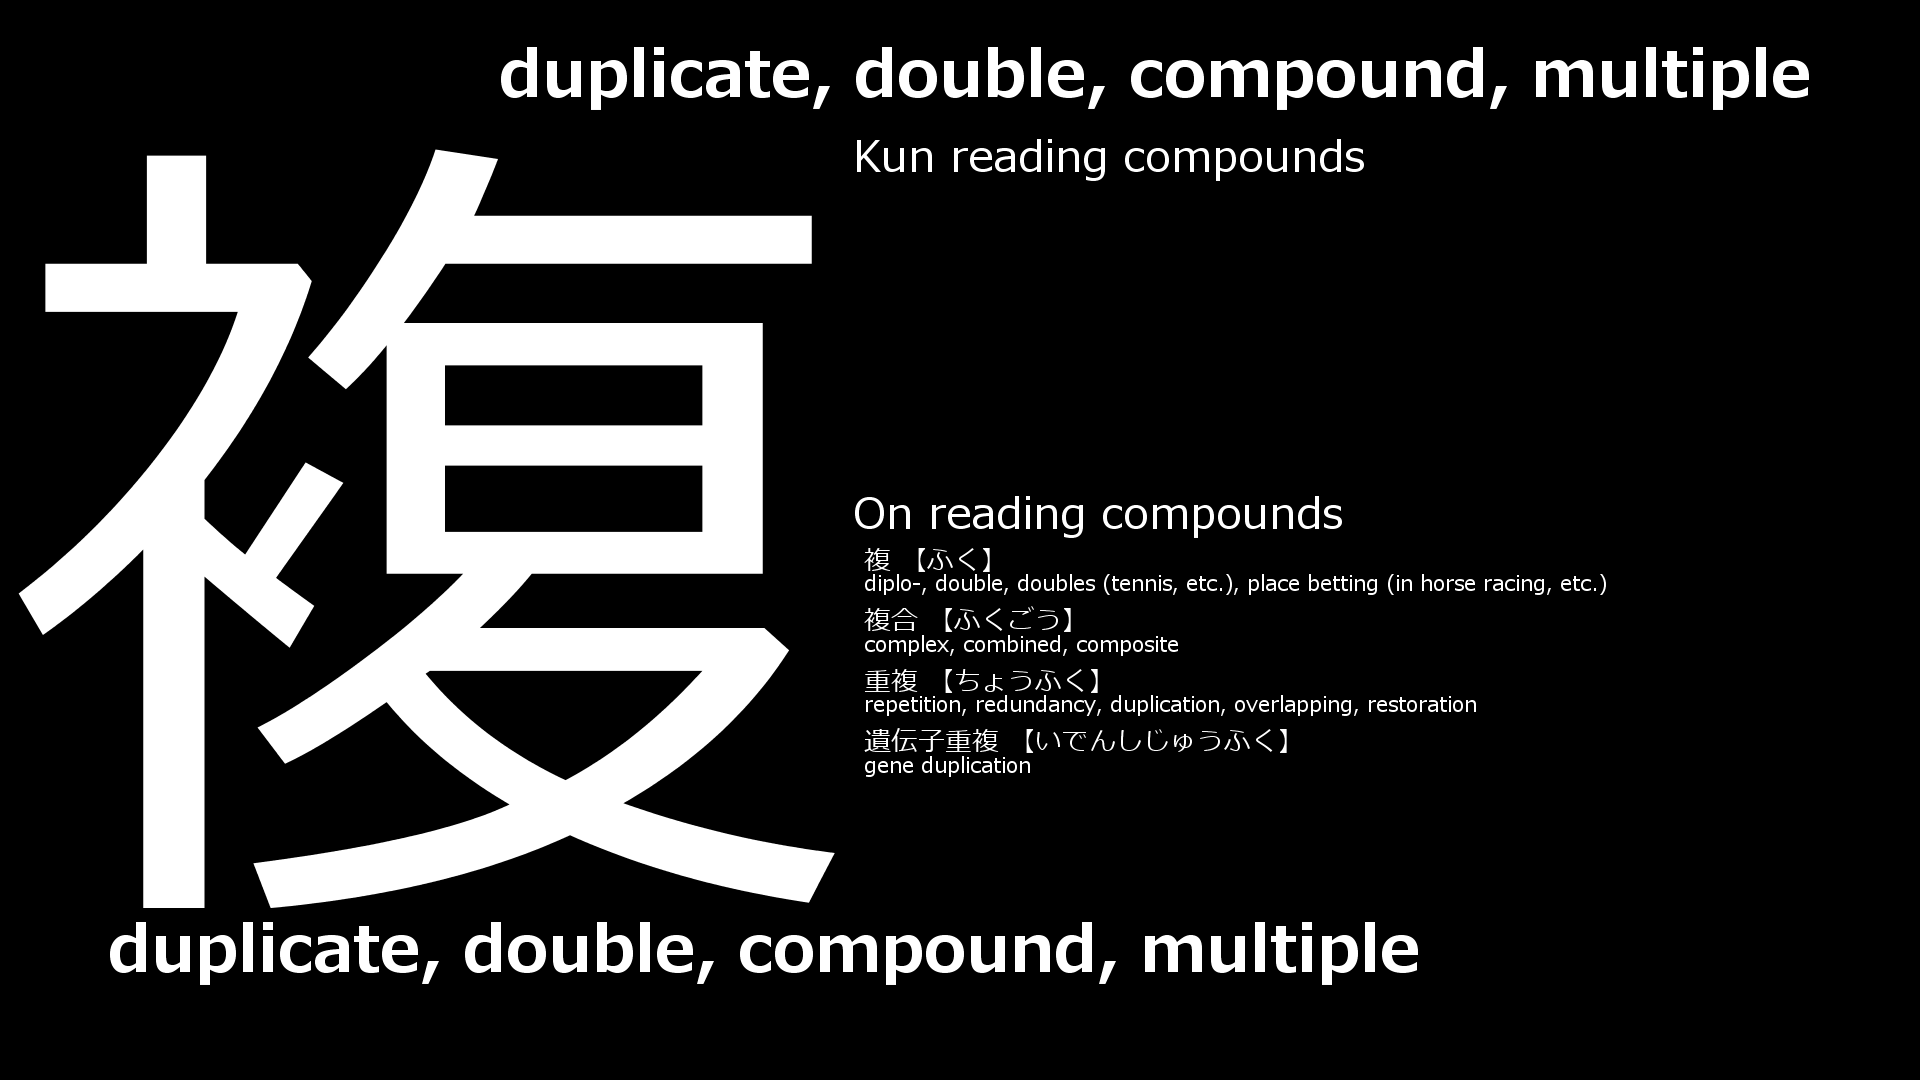 duplicate, double, compound, multiple
複
Kun reading compounds
On reading compounds
複 【ふく】
diplo-, double, doubles (tennis, etc.), place betting (in horse racing, etc.)
複合 【ふくごう】
complex, combined, composite
重複 【ちょうふく】
repetition, redundancy, duplication, overlapping, restoration
遺伝子重複 【いでんしじゅうふく】
gene duplication
duplicate, double, compound, multiple